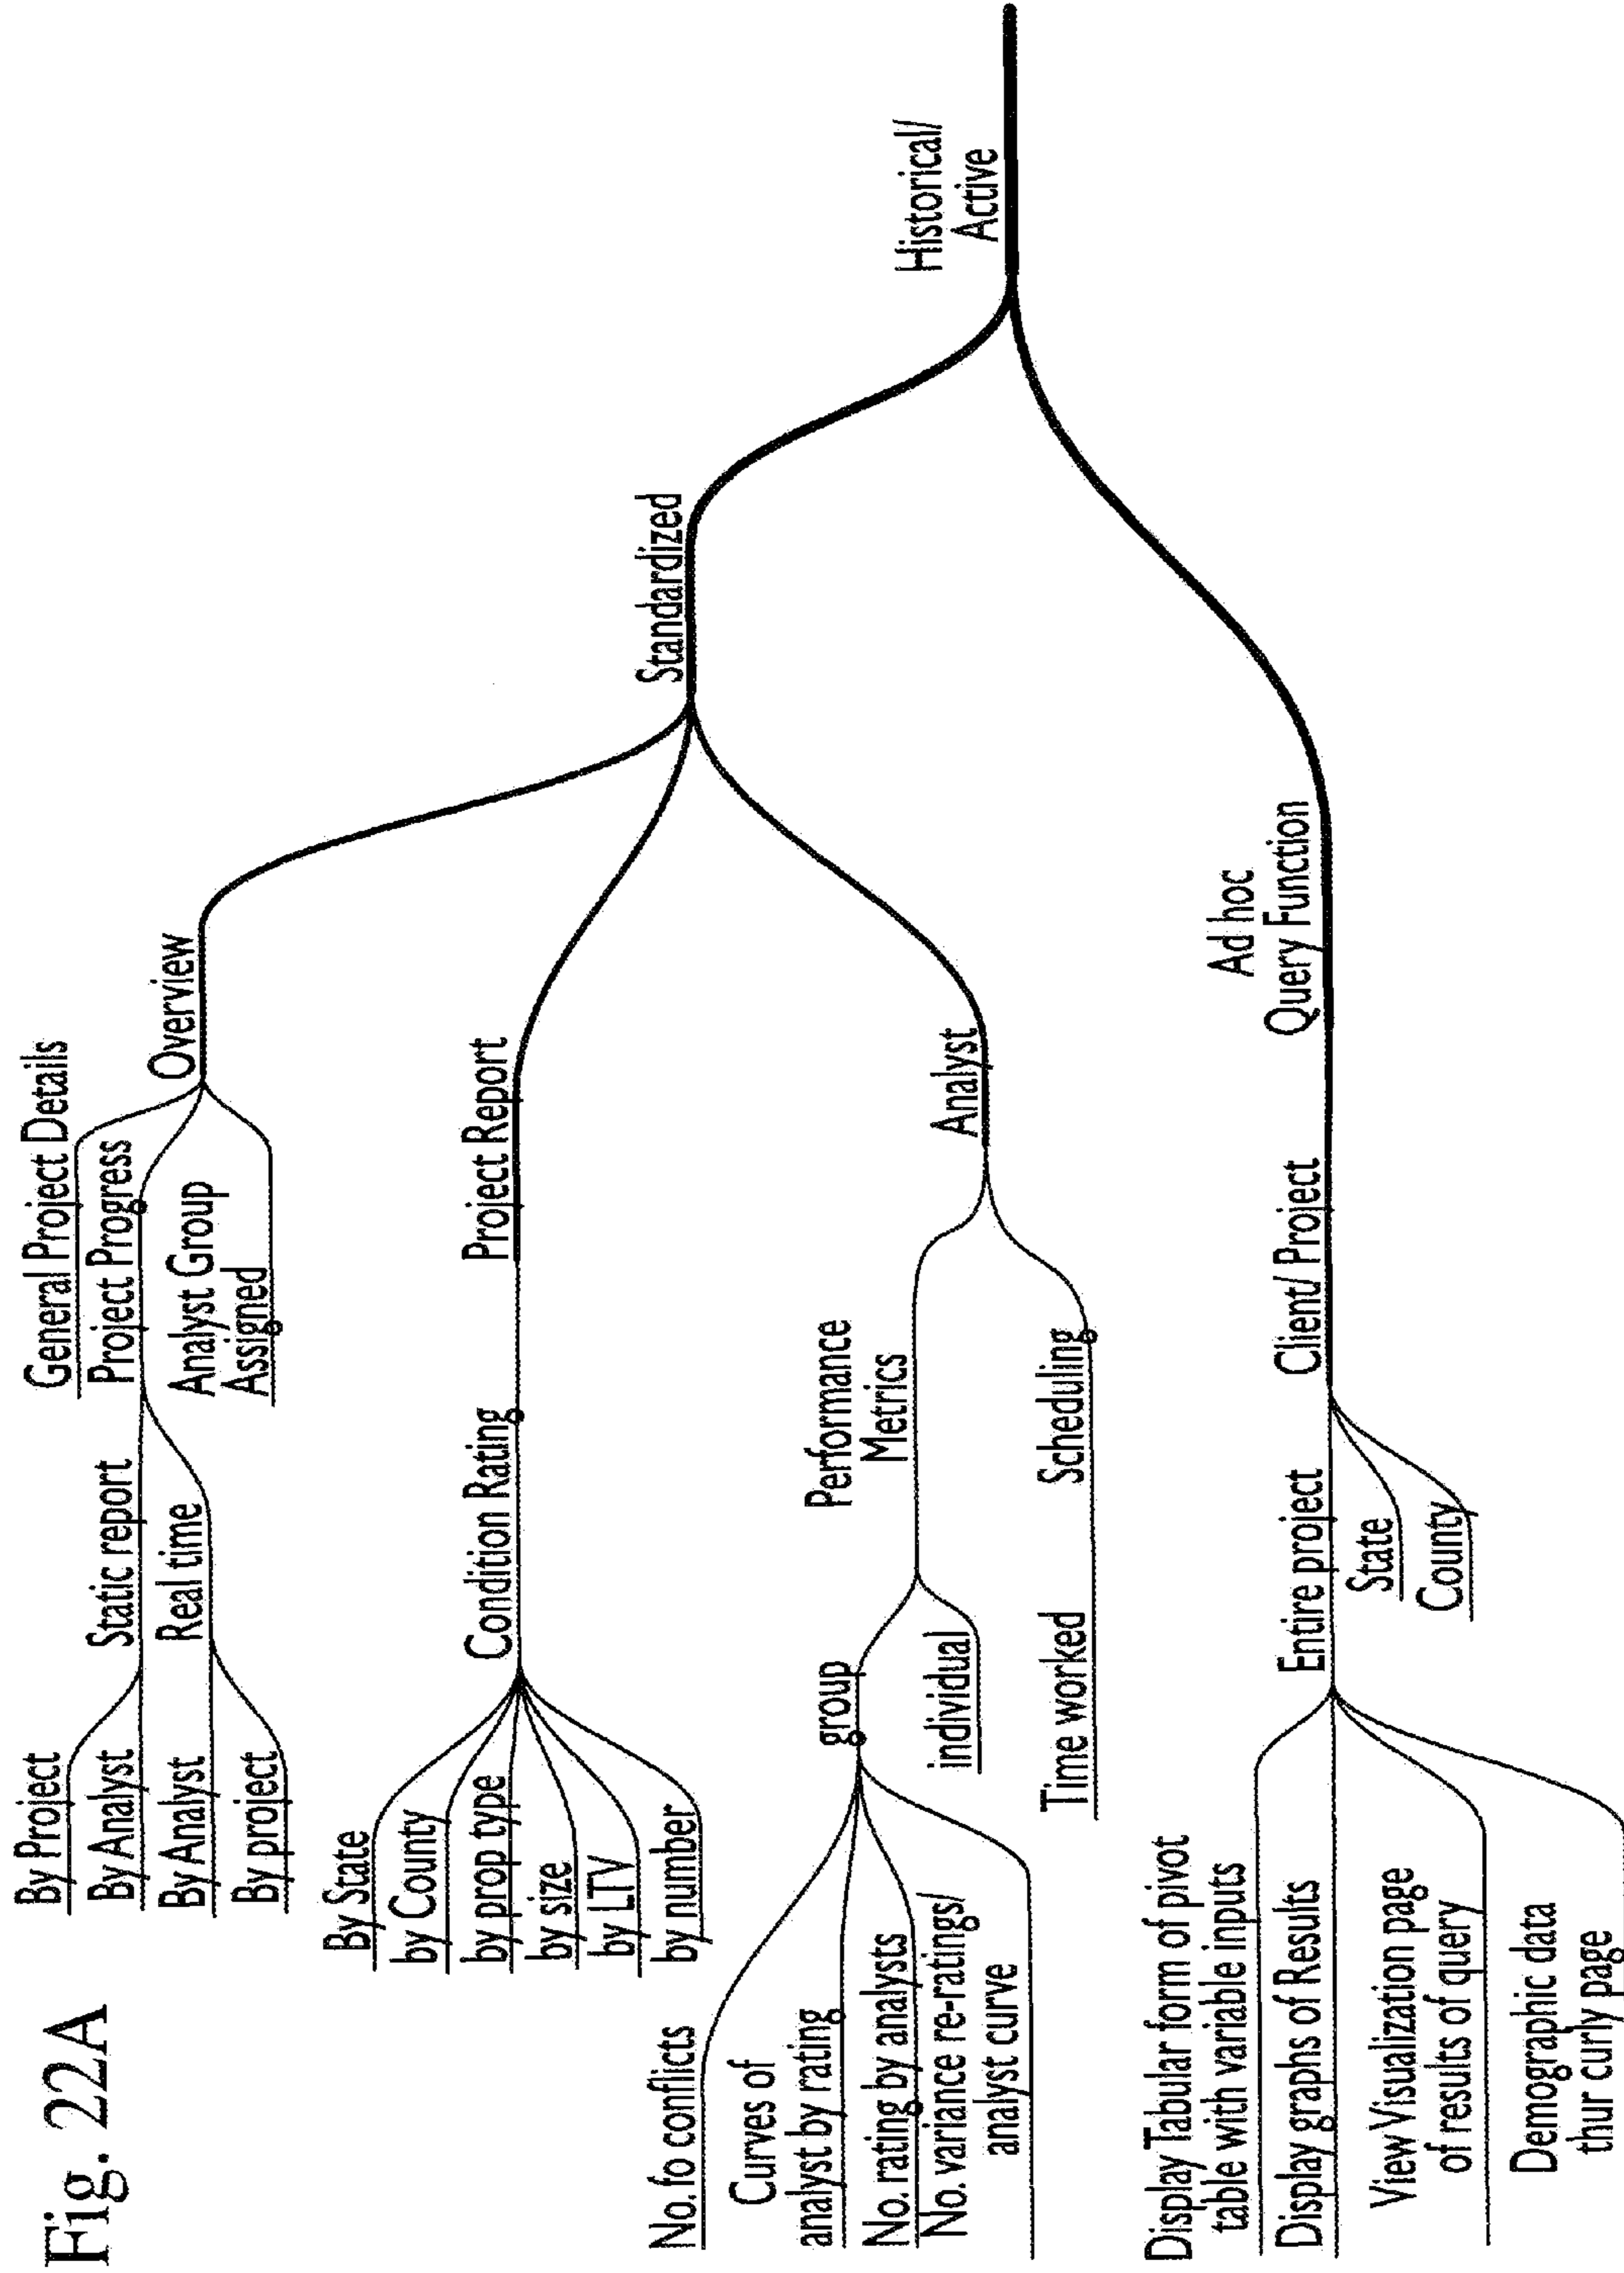 Fig. 22A
By Project
By Analyst
By Analyst
By project
Static report
Real time
General Project Details
Project Progress
Analyst Group
Assigned
Overview
By State
by County
by prop type
by size
by LTV
by number
Condition Rating
Project Report
Standardized
Historical/
Active
No. fo conflicts
Curves of
analyst by rating
No. rating by analysts
No. variance re-ratings/
analyst curve
group
individual
Performance
Metrics
Time worked
Scheduling
Analyst
Display Tabular form of pivot
table with variable inputs
Display graphs of Results
View Visualization page
of results of query
Demographic data
thur curly page
Entire project
State
County
Client/ Project
Ad hoc
Query Function